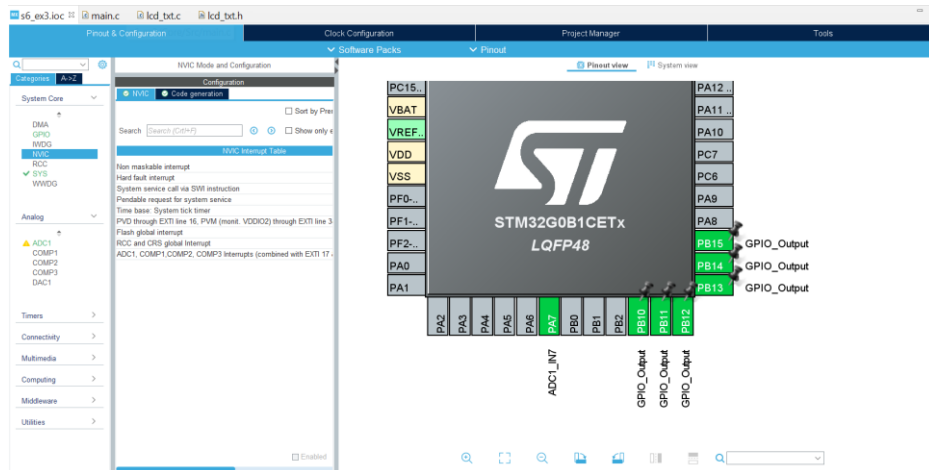 s6_ex3.ioc
main.c
lcd_txt.c
lcd_txt.h
Pinout & Configuration
Clock Configuration
Project Manager
Tools
Software Packs
Pinout
Categories
A->Z
System Core
DMA
GPIO
IWDG
NVIC
RCC
SYS
WWDG
Analog
ADC1
COMP1
COMP2
COMP3
DAC1
Timers
Connectivity
Multimedia
Computing
Middleware
Utilities
NVIC Mode and Configuration
Configuration
NVIC
Code generation
Sort by Pre
Search
Search (Crtl+F)
Show only e
NVIC Interrupt Table
Non maskable interrupt
Hard fault interrupt
System service call via SWI instruction
Pendable request for system service
Time base: System tick timer
PVD through EXTI line 16, PVM (monit. VDDIO2) through EXTI line 3
Flash global interrupt
RCC and CRS global Interrupt
ADC1, COMP1,COMP2, COMP3 Interrupts (combined with EXTI 17 -
Enabled
Pinout view
System view
PC15..
VBAT
VREF..
VDD
VSS
PF0-..
PF1-..
PF2-..
PA0
PA1
STM32G0B1CETx
LQFP48
PA12 ..
PA11 ..
PA10
PC7
PC6
PA9
PA8
PB15 GPIO_Output
PB14 GPIO_Output
PB13 GPIO_Output
PA2
PA3
PA4
PA5
PA6
PA7
PB0
PB1
PB2
PB10
PB11
PB12
ADC1_IN7
GPIO_Output
GPIO_Output
GPIO_Output